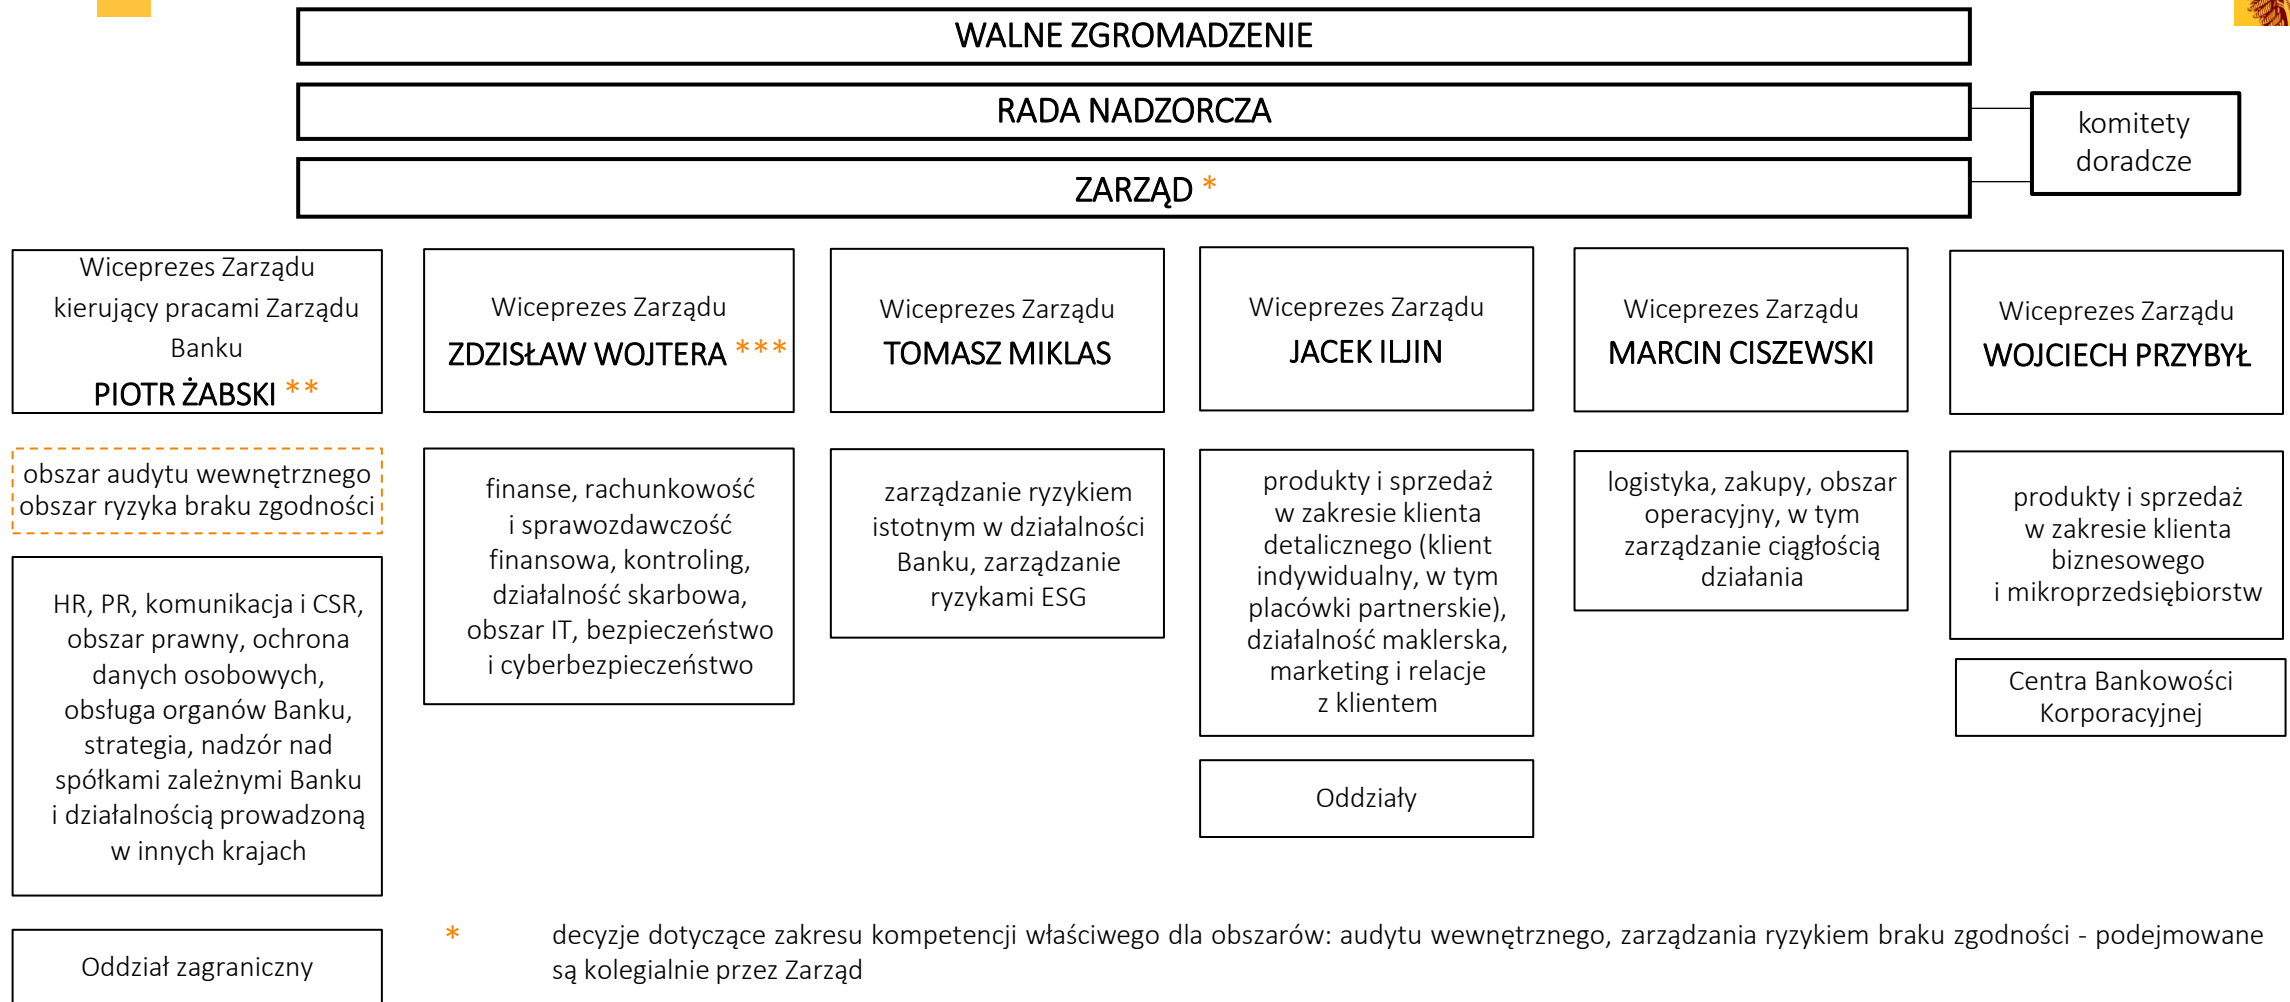 WALNE ZGROMADZENIE
RADA NADZORCZA
komitety
doradcze
ZARZĄD *
Wiceprezes Zarządu
kierujący pracami Zarządu
Banku
PIOTR ŻABSKI **
Wiceprezes Zarządu
ZDZISŁAW WOJTERA ***
Wiceprezes Zarządu
TOMASZ MIKLAS
Wiceprezes Zarządu
JACEK ILJIN
Wiceprezes Zarządu
MARCIN CISZEWSKI
Wiceprezes Zarządu
WOJCIECH PRZYBYŁ
obszar audytu wewnętrznego
obszar ryzyka braku zgodności
HR, PR, komunikacja i CSR,
obszar prawny, ochrona
danych osobowych,
obsługa organów Banku,
strategia, nadzór nad
spółkami zależnymi Banku
i działalnością prowadzoną
w innych krajach
Oddział zagraniczny
finanse, rachunkowość
i sprawozdawczość
finansowa, kontroling,
działalność skarbowa,
obszar IT, bezpieczeństwo
i cyberbezpieczeństwo
zarządzanie ryzykiem
istotnym w działalności
Banku, zarządzanie
ryzykami ESG
produkty i sprzedaż
w zakresie klienta
detalicznego (klient
indywidualny, w tym
placówki partnerskie),
działalność maklerska,
marketing i relacje
z klientem
Oddziały
logistyka, zakupy, obszar
operacyjny, w tym
zarządzanie ciągłością
działania
produkty i sprzedaż
w zakresie klienta
biznesowego
i mikroprzedsiębiorstw
Centra Bankowości
Korporacyjnej
* decyzje dotyczące zakresu kompetencji właściwego dla obszarów: audytu wewnętrznego, zarządzania ryzykiem braku zgodności - podejmowane
są kolegialnie przez Zarząd